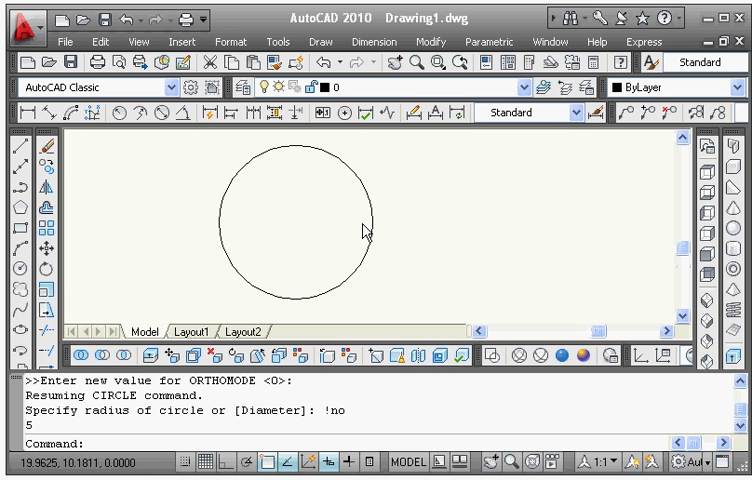 AutoCAD 2010 Drawing1.dwg
File Edit View Insert Format Tools Draw Dimension Modify Parametric Window Help Express
Standard
AutoCAD Classic 0 ByLayer
Standard
Model Layout1 Layout2
>>Enter new value for ORTHOMODE <0>:
Resuming CIRCLE command.
Specify radius of circle or [Diameter]: !no
5
Command:
19.9625, 10.1811, 0.0000 MODEL 1:1 Aut